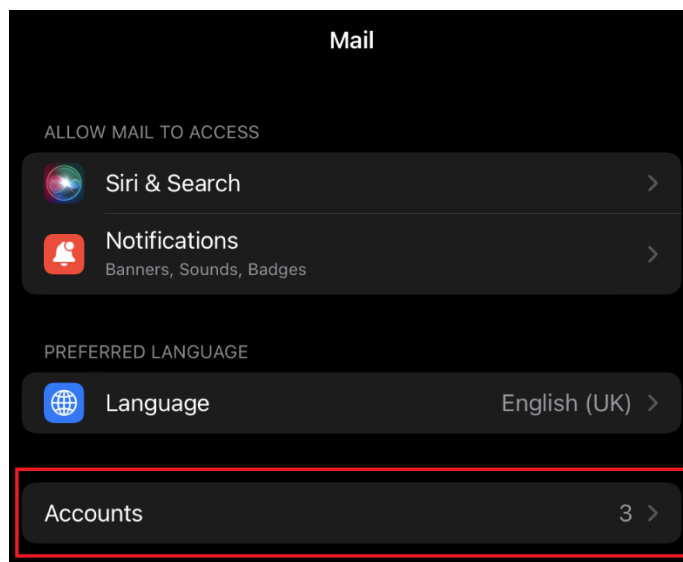 Mail
ALLOW MAIL TO ACCESS
Siri & Search
Notifications
Banners, Sounds, Badges
PREFERRED LANGUAGE
Language English (UK)
Accounts 3